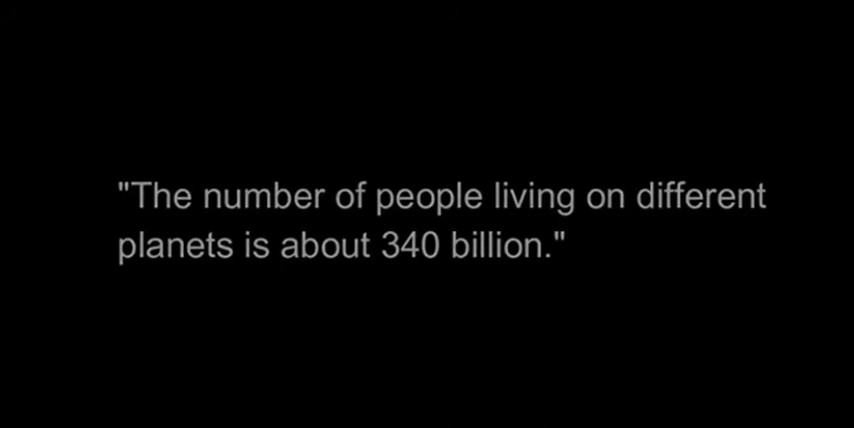 "The number of people living on different
planets is about 340 billion."